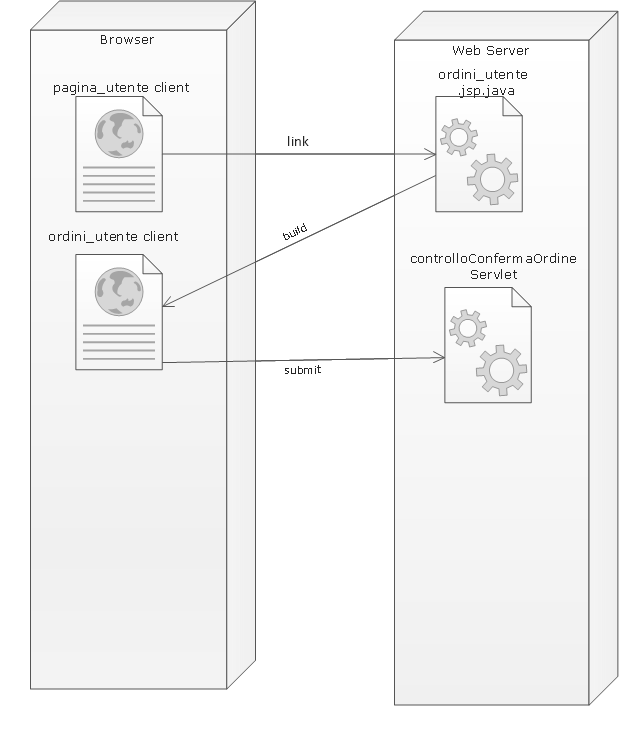 Browser
Web Server
pagina_utente client
ordini_utente
.jsp.java
link
build
ordini_utente client
controlloConfermaOrdine
Servlet
submit